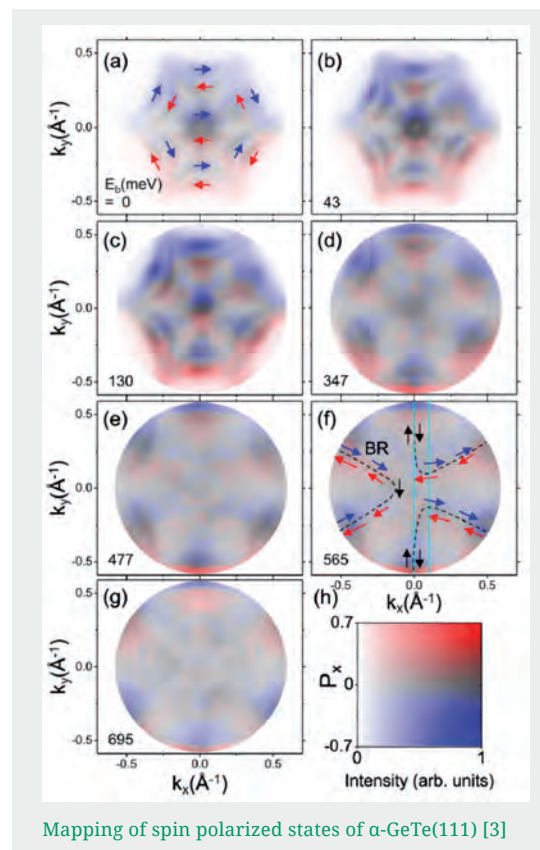 (a)
(b)
0.5
0.0
-0.5
k_y(Å⁻¹)
E_b(meV)
= 0
43
(c)
(d)
0.5
0.0
-0.5
k_y(Å⁻¹)
130
347
(e)
(f)
0.5
0.0
-0.5
k_y(Å⁻¹)
BR
477
565
-0.5 0.0 0.5
k_x(Å⁻¹)
(g)
(h)
0.5
0.0
-0.5
k_y(Å⁻¹)
695
-0.5 0.0 0.5
k_x(Å⁻¹)
0.7
0
-0.7
P_x
0 1
Intensity (arb. units)
Mapping of spin polarized states of α-GeTe(111) [3]